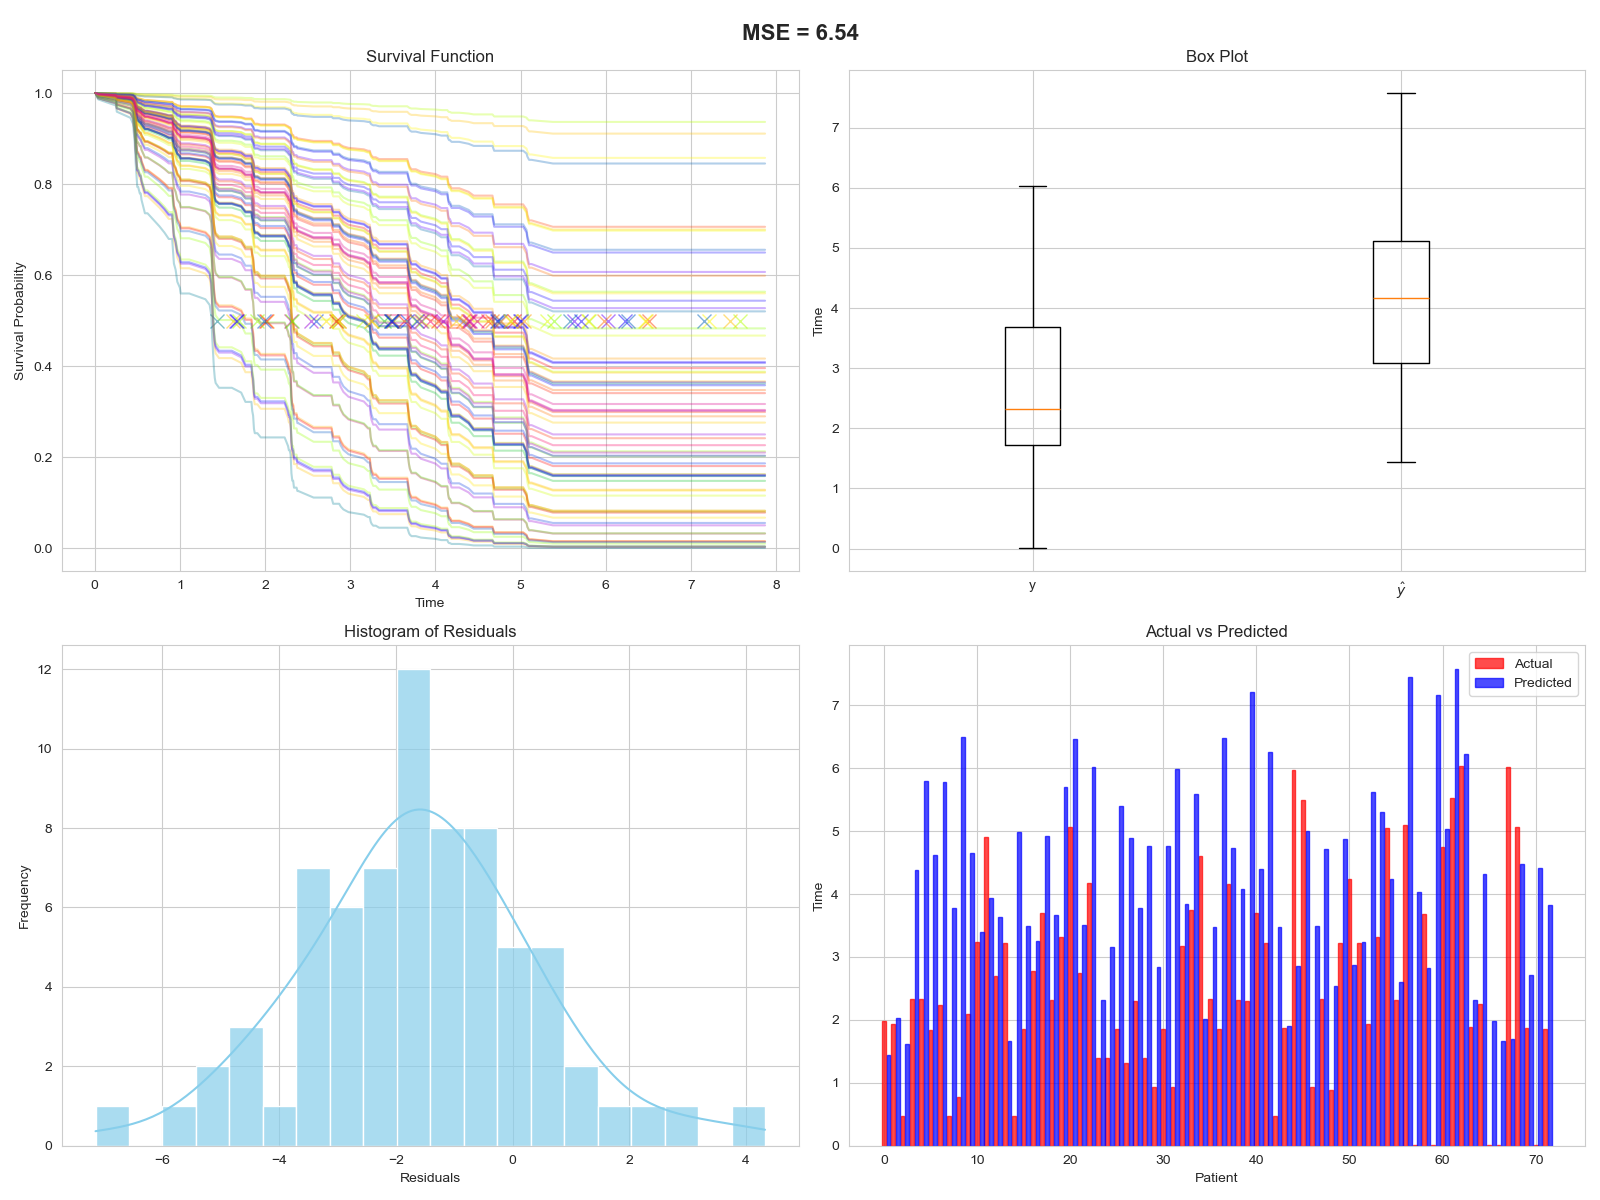 MSE = 6.54
Survival Function
Survival Probability
1.0
0.8
0.6
0.4
0.2
0.0
0 1 2 3 4 5 6 7 8
Time
Box Plot
Time
7
6
5
4
3
2
1
0
y ŷ
Histogram of Residuals
Frequency
12
10
8
6
4
2
0
−6 −4 −2 0 2 4
Residuals
Actual vs Predicted
Actual
Predicted
Time
7
6
5
4
3
2
1
0
0 10 20 30 40 50 60 70
Patient